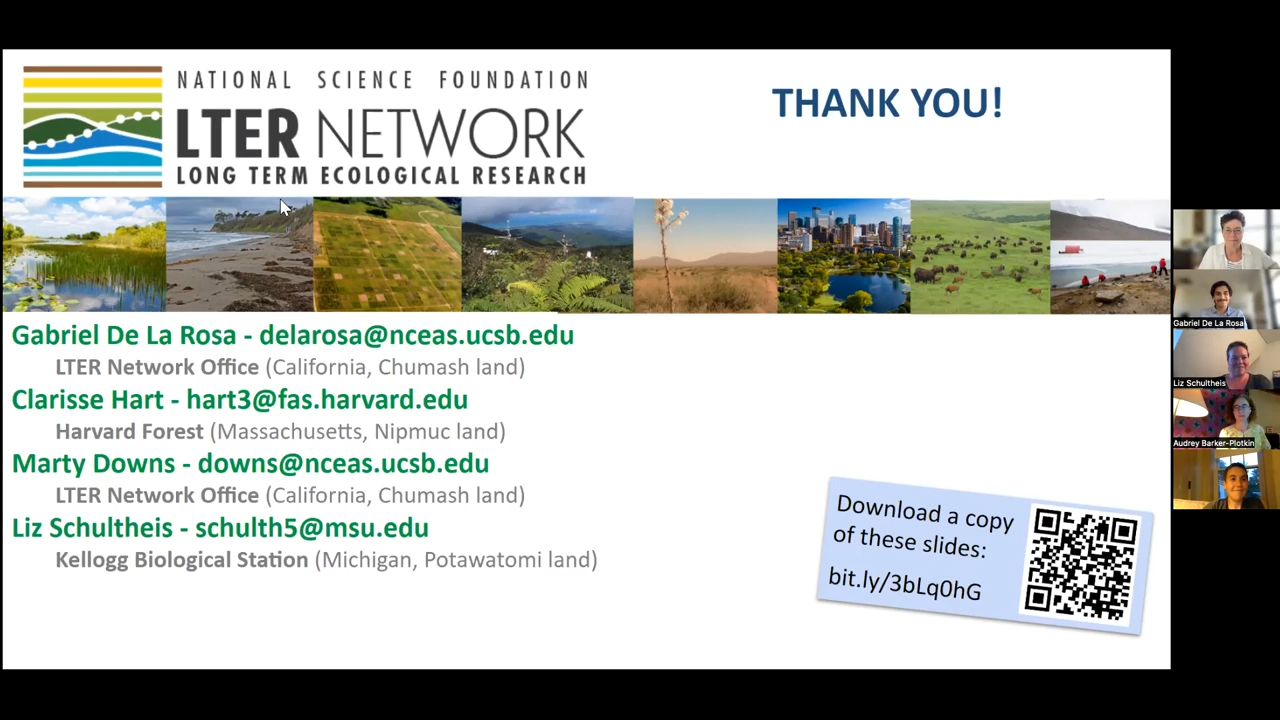 NATIONAL SCIENCE FOUNDATION
LTER NETWORK
LONG TERM ECOLOGICAL RESEARCH
THANK YOU!
Gabriel De La Rosa - delarosa@nceas.ucsb.edu
LTER Network Office (California, Chumash land)
Clarisse Hart - hart3@fas.harvard.edu
Harvard Forest (Massachusetts, Nipmuc land)
Marty Downs - downs@nceas.ucsb.edu
LTER Network Office (California, Chumash land)
Liz Schultheis - schulth5@msu.edu
Kellogg Biological Station (Michigan, Potawatomi land)
Download a copy
of these slides:
bit.ly/3bLq0hG
Gabriel De La Rosa
Liz Schultheis
Audrey Barker-Plotkin